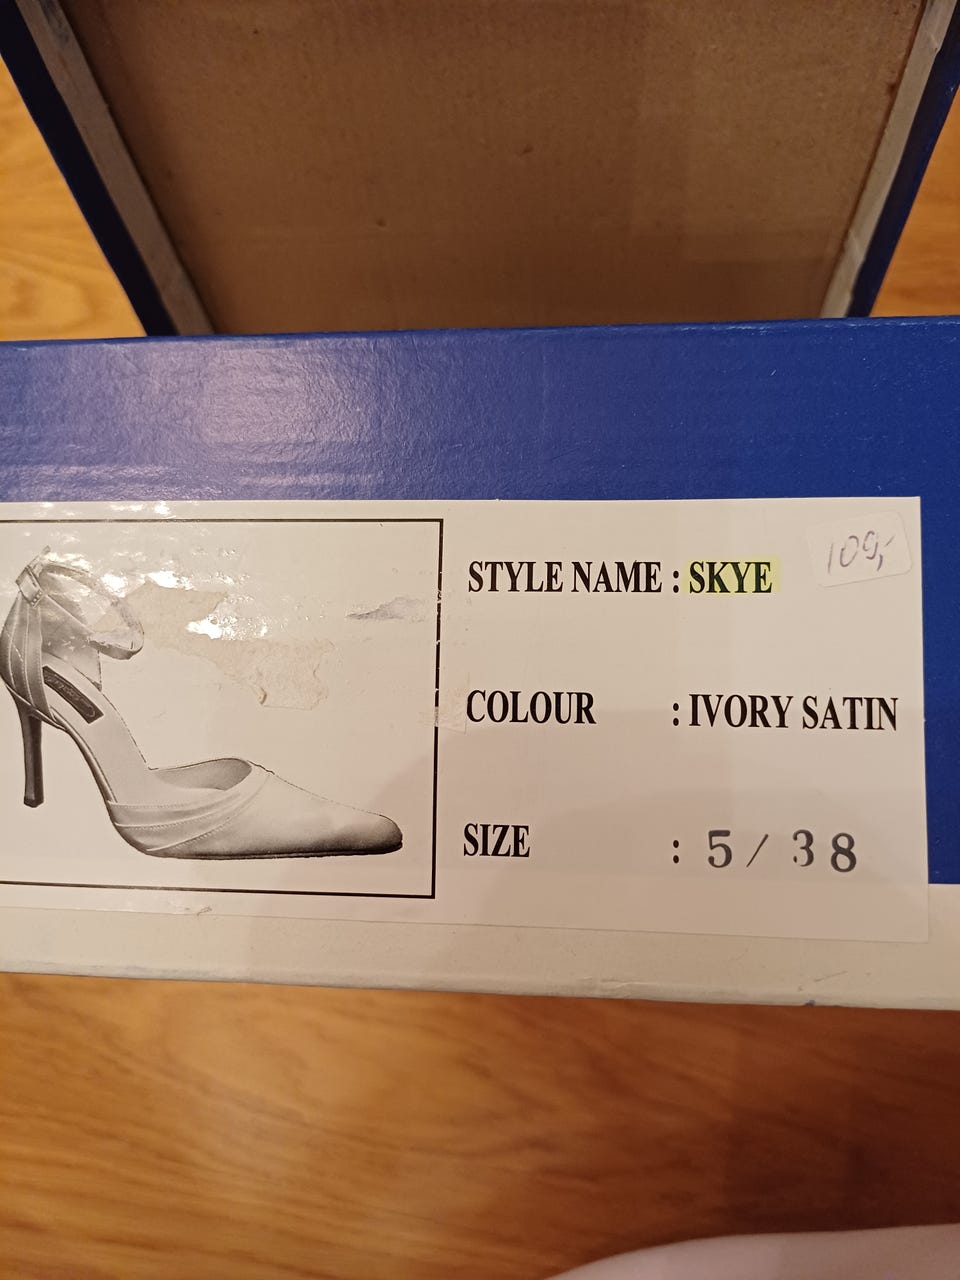 STYLE NAME : SKYE
109,-
COLOUR : IVORY SATIN
SIZE : 5 / 38